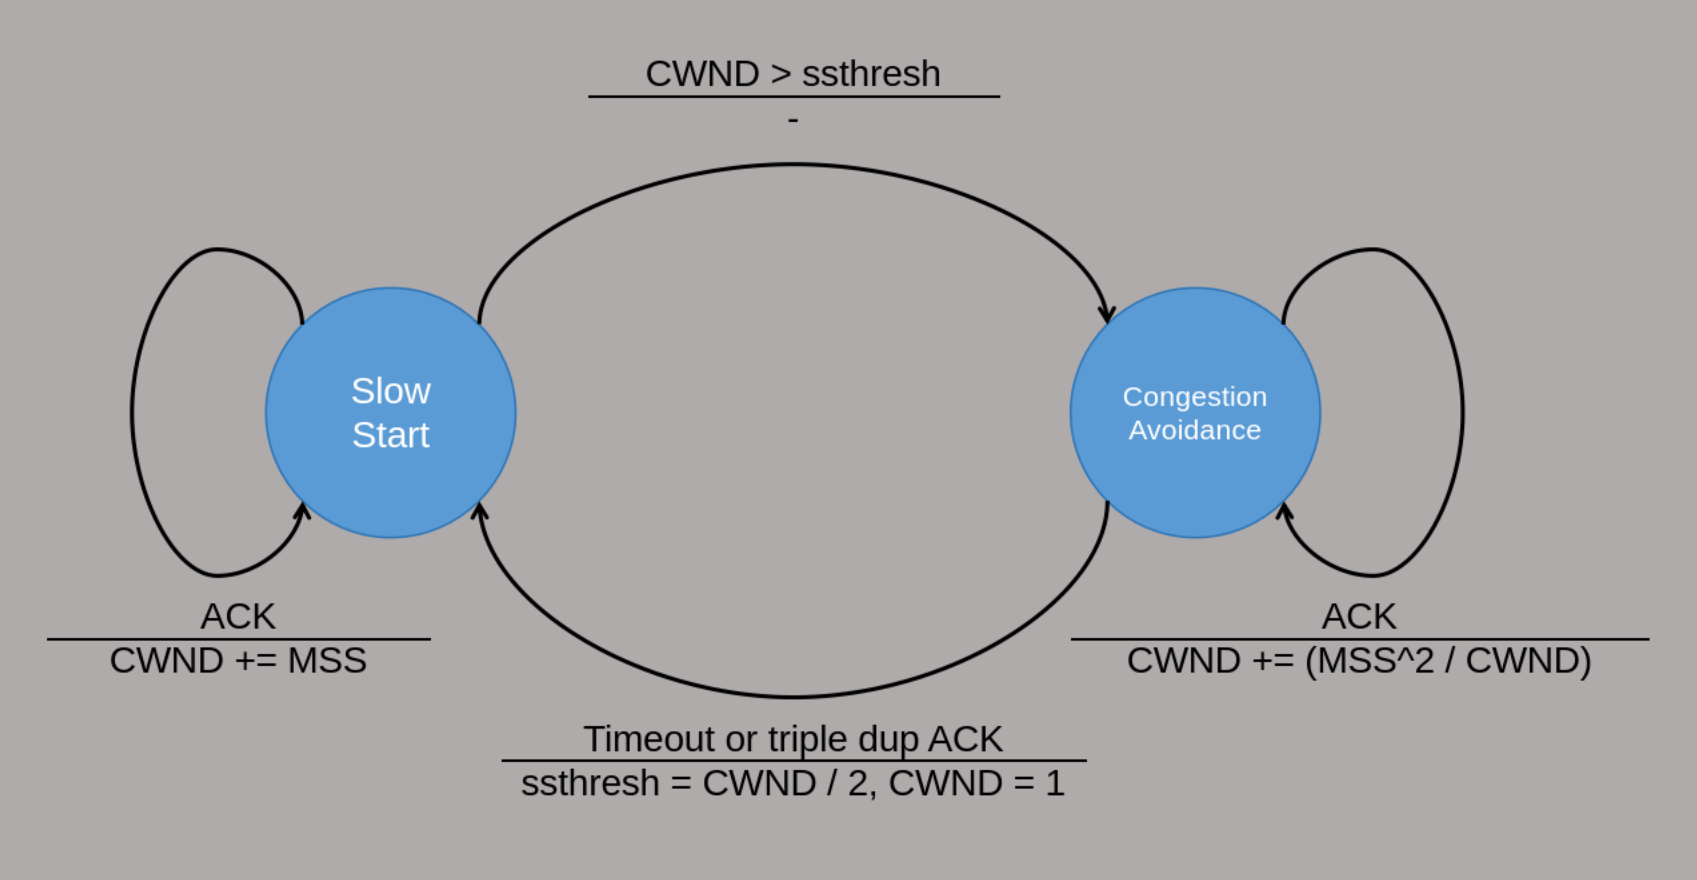 CWND > ssthresh
-
Slow
Start
Congestion
Avoidance
ACK
CWND += MSS
ACK
CWND += (MSS^2 / CWND)
Timeout or triple dup ACK
ssthresh = CWND / 2, CWND = 1